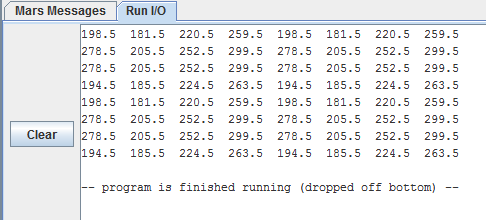 Mars Messages Run I/O
198.5 181.5 220.5 259.5 198.5 181.5 220.5 259.5
278.5 205.5 252.5 299.5 278.5 205.5 252.5 299.5
278.5 205.5 252.5 299.5 278.5 205.5 252.5 299.5
194.5 185.5 224.5 263.5 194.5 185.5 224.5 263.5
198.5 181.5 220.5 259.5 198.5 181.5 220.5 259.5
278.5 205.5 252.5 299.5 278.5 205.5 252.5 299.5
278.5 205.5 252.5 299.5 278.5 205.5 252.5 299.5
194.5 185.5 224.5 263.5 194.5 185.5 224.5 263.5
-- program is finished running (dropped off bottom) --
Clear